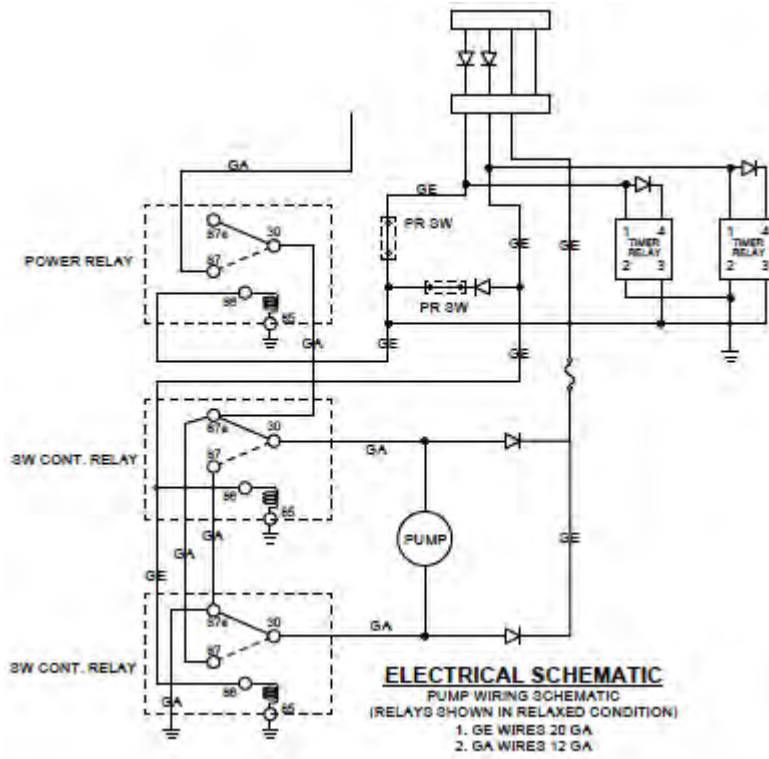 GA
GE
PR SW
GE
GE
1 4
TIMER
RELAY
2 3
1 4
TIMER
RELAY
2 3
POWER RELAY
87a
30
87
86
85
PR SW
GA
GE
GE
SW CONT. RELAY
87a
30
87
86
85
GA
GA
GA
GE
PUMP
GE
SW CONT. RELAY
87a
30
87
86
85
GA
GA
ELECTRICAL SCHEMATIC
PUMP WIRING SCHEMATIC
(RELAYS SHOWN IN RELAXED CONDITION)
1. GE WIRES 20 GA
2. GA WIRES 12 GA